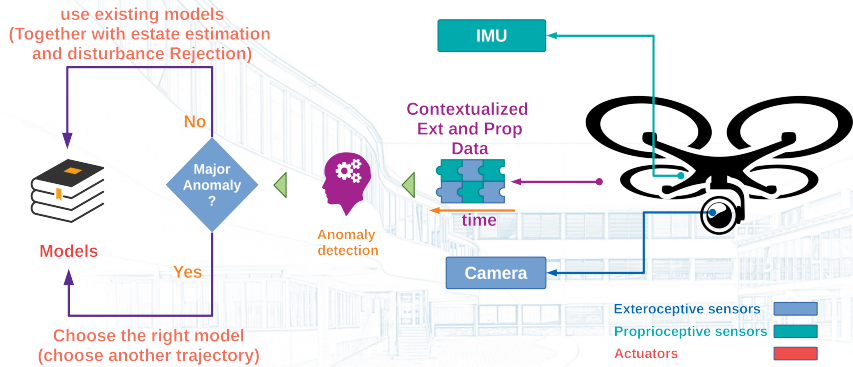 use existing models
(Together with estate estimation
and disturbance Rejection)
No
Major
Anomaly
?
Models
Yes
Choose the right model
(choose another trajectory)
Anomaly
detection
Contextualized
Ext and Prop
Data
time
IMU
Camera
Exteroceptive sensors
Proprioceptive sensors
Actuators